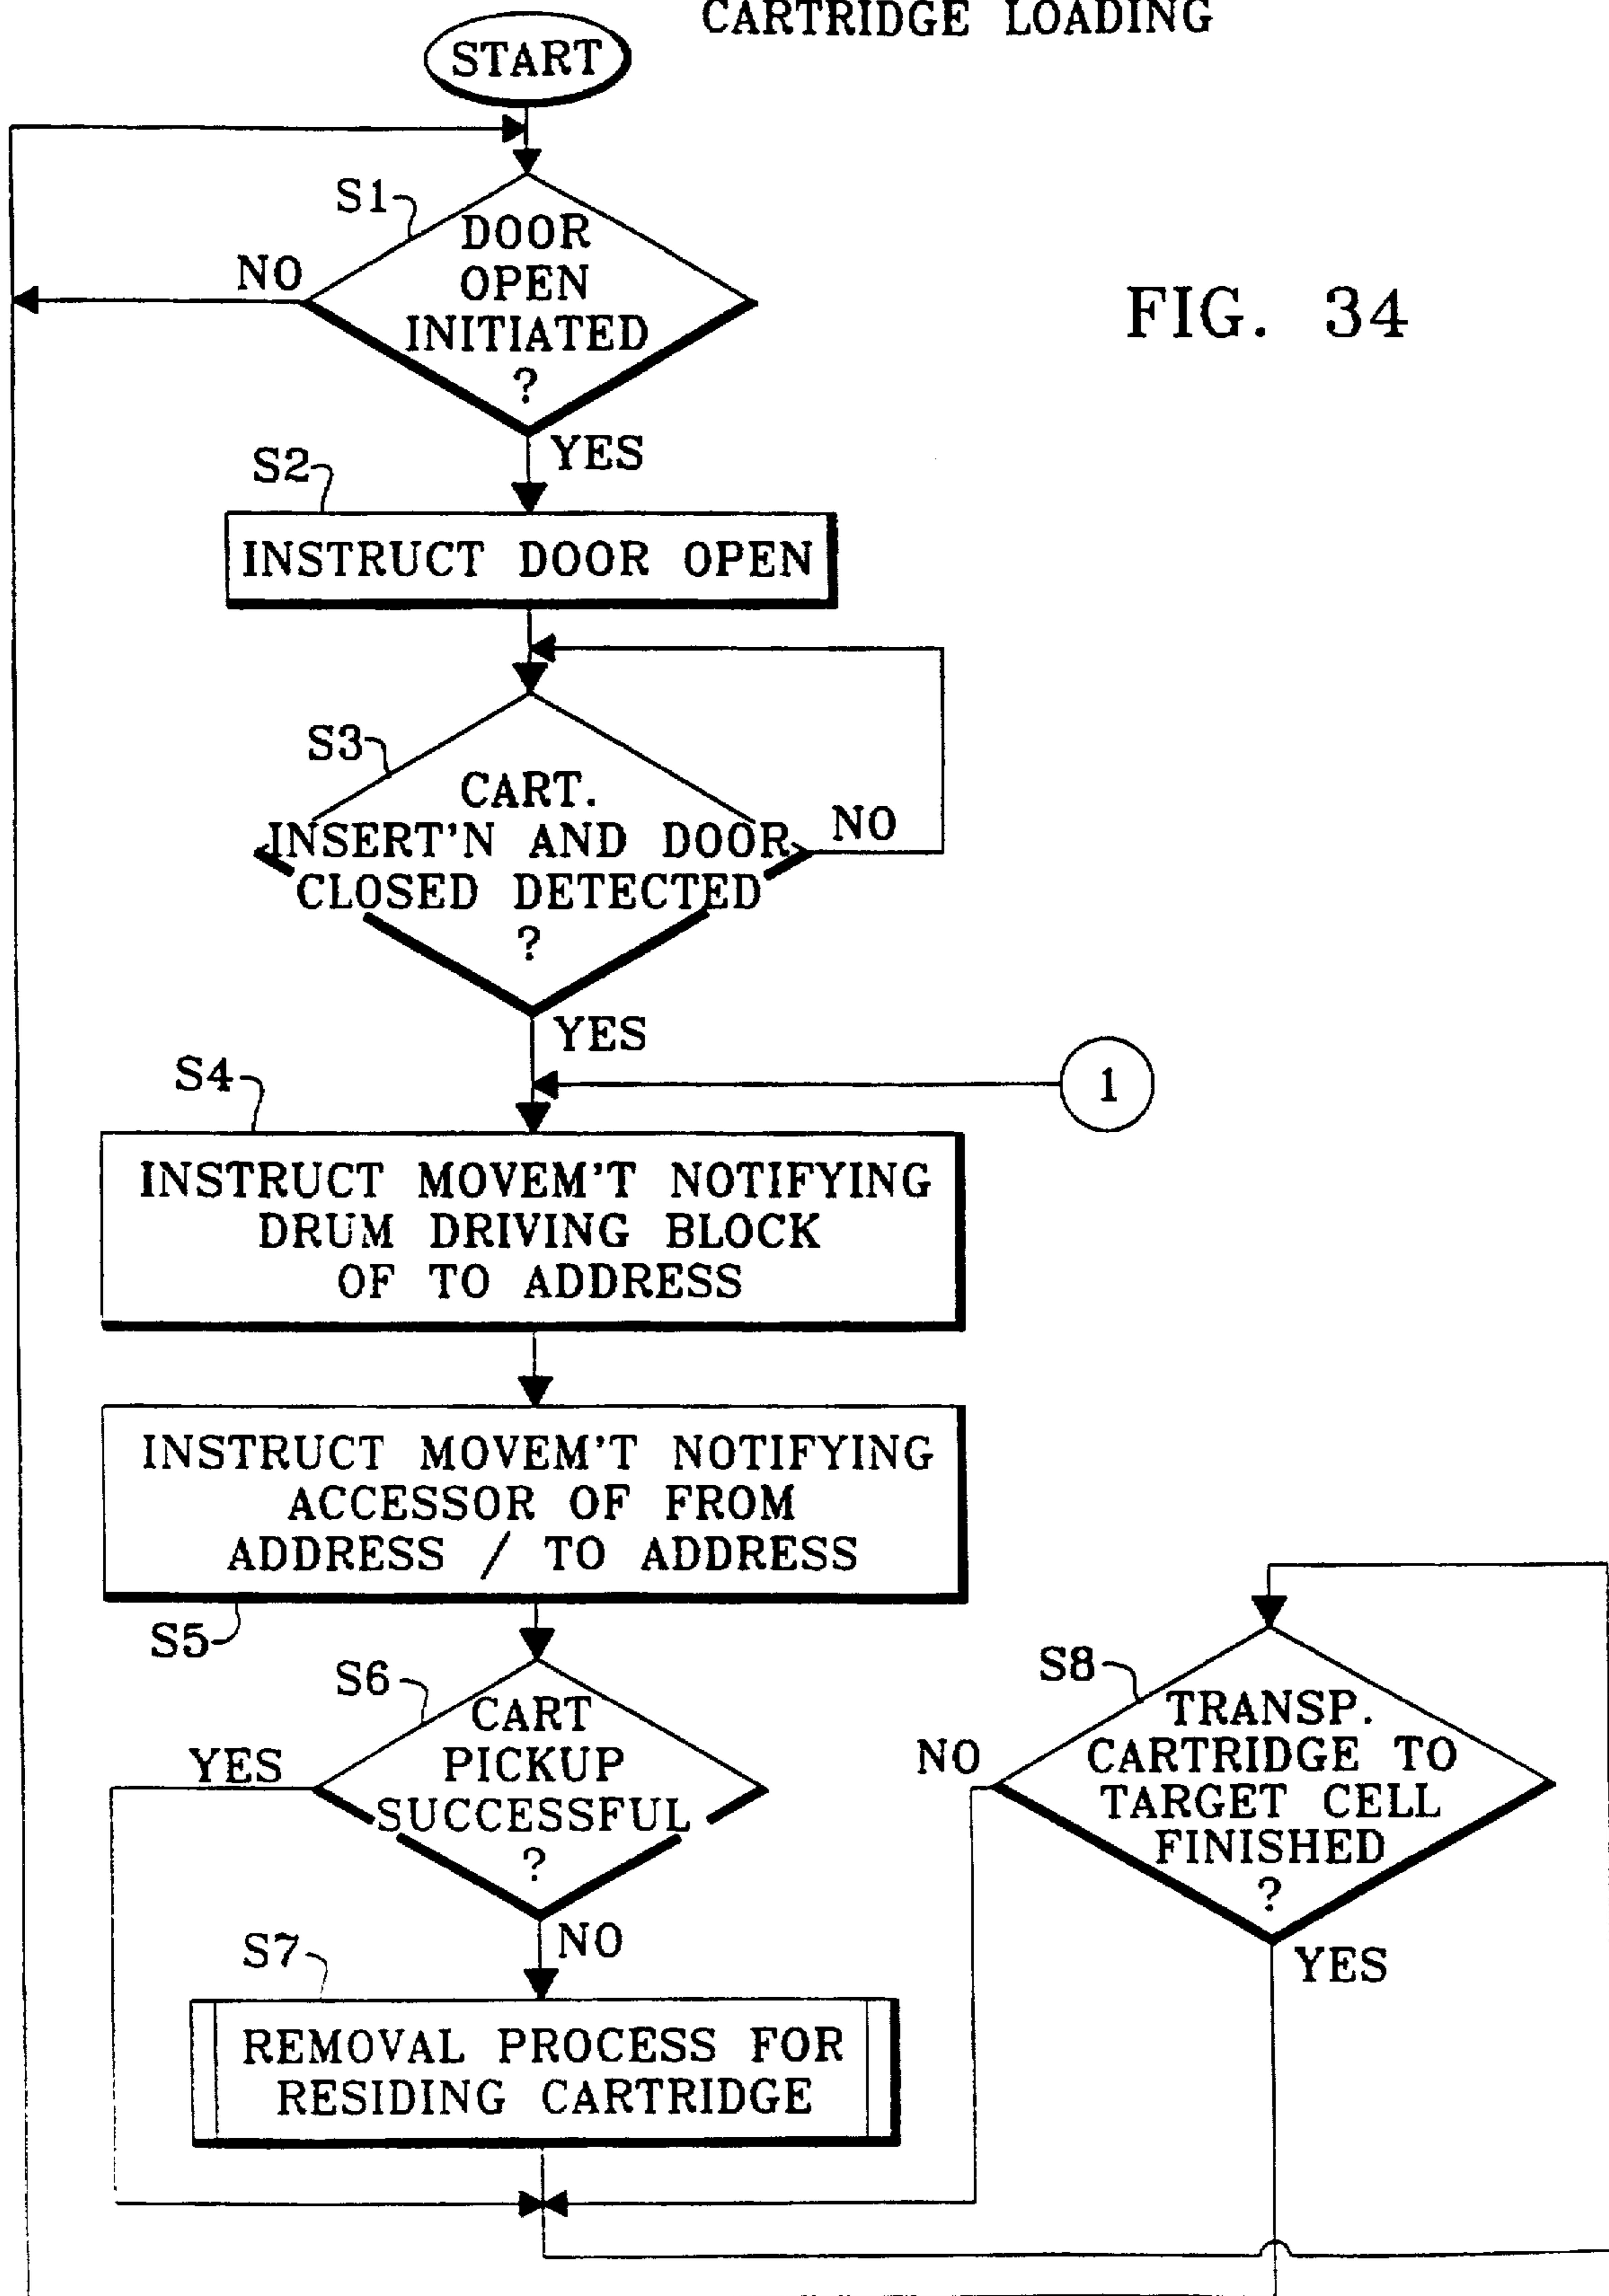 CARTRIDGE LOADING
START
S1
DOOR
OPEN
INITIATED
?
NO
YES
FIG. 34
S2
INSTRUCT DOOR OPEN
S3
CART.
INSERT'N AND DOOR
CLOSED DETECTED
?
NO
YES
1
S4
INSTRUCT MOVEM'T NOTIFYING
DRUM DRIVING BLOCK
OF TO ADDRESS
INSTRUCT MOVEM'T NOTIFYING
ACCESSOR OF FROM
ADDRESS / TO ADDRESS
S5
S6
CART
PICKUP
SUCCESSFUL
?
YES
NO
S7
REMOVAL PROCESS FOR
RESIDING CARTRIDGE
S8
TRANSP.
CARTRIDGE TO
TARGET CELL
FINISHED
?
NO
YES